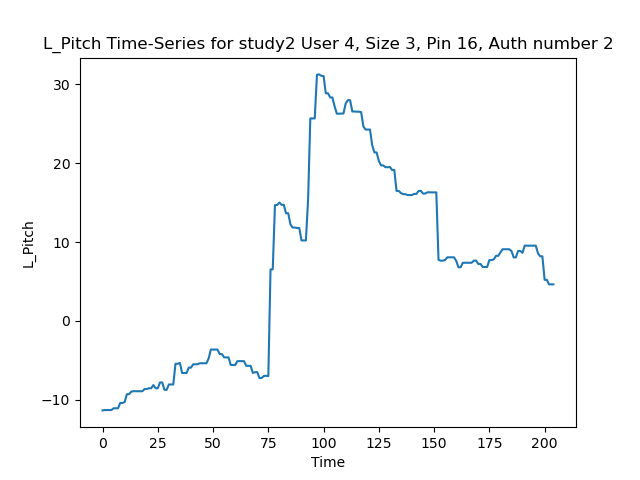 L_Pitch Time-Series for study2 User 4, Size 3, Pin 16, Auth number 2
30
20
10
0
−10
L_Pitch
0 25 50 75 100 125 150 175 200
Time